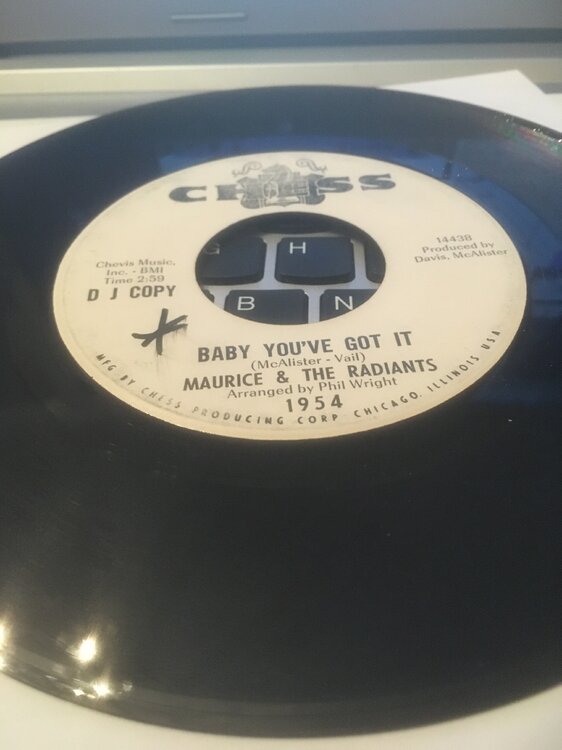 CHESS
Chevis Music,
Inc. - BMI
Time 2:59
D J COPY
14438
Produced by
Davis, McAlister
G H
B N
BABY YOU'VE GOT IT
(McAlister - Vail)
MAURICE & THE RADIANTS
Arranged by Phil Wright
1954
MFG BY CHESS PRODUCING CORP CHICAGO, ILLINOIS USA